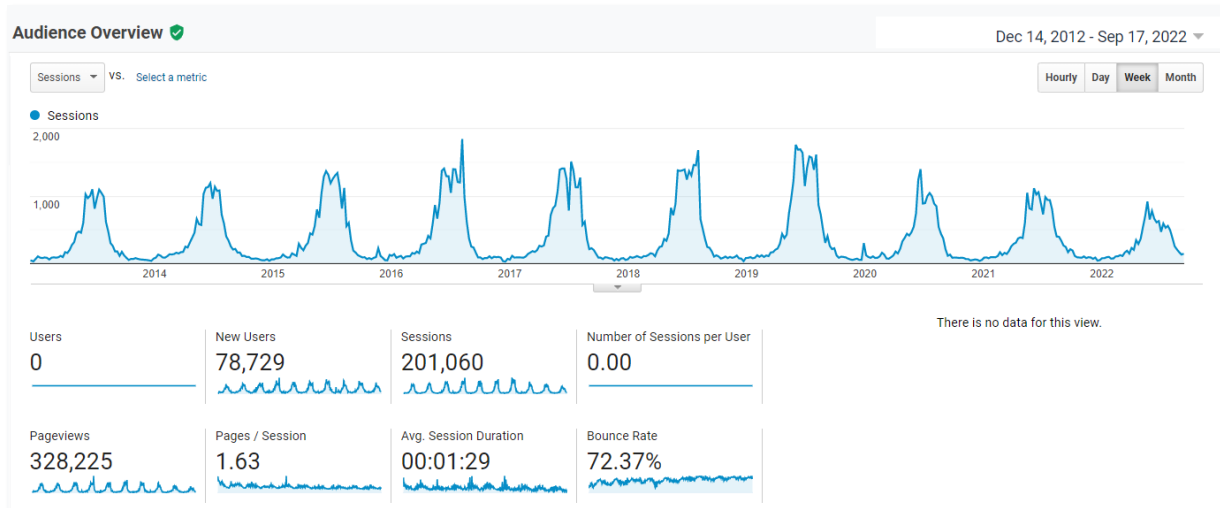 Audience Overview
Dec 14, 2012 - Sep 17, 2022
Sessions VS. Select a metric
Hourly Day Week Month
Sessions
2,000
1,000
2014 2015 2016 2017 2018 2019 2020 2021 2022
There is no data for this view.
Users New Users Sessions Number of Sessions per User
0 78,729 201,060 0.00
Pageviews Pages / Session Avg. Session Duration Bounce Rate
328,225 1.63 00:01:29 72.37%